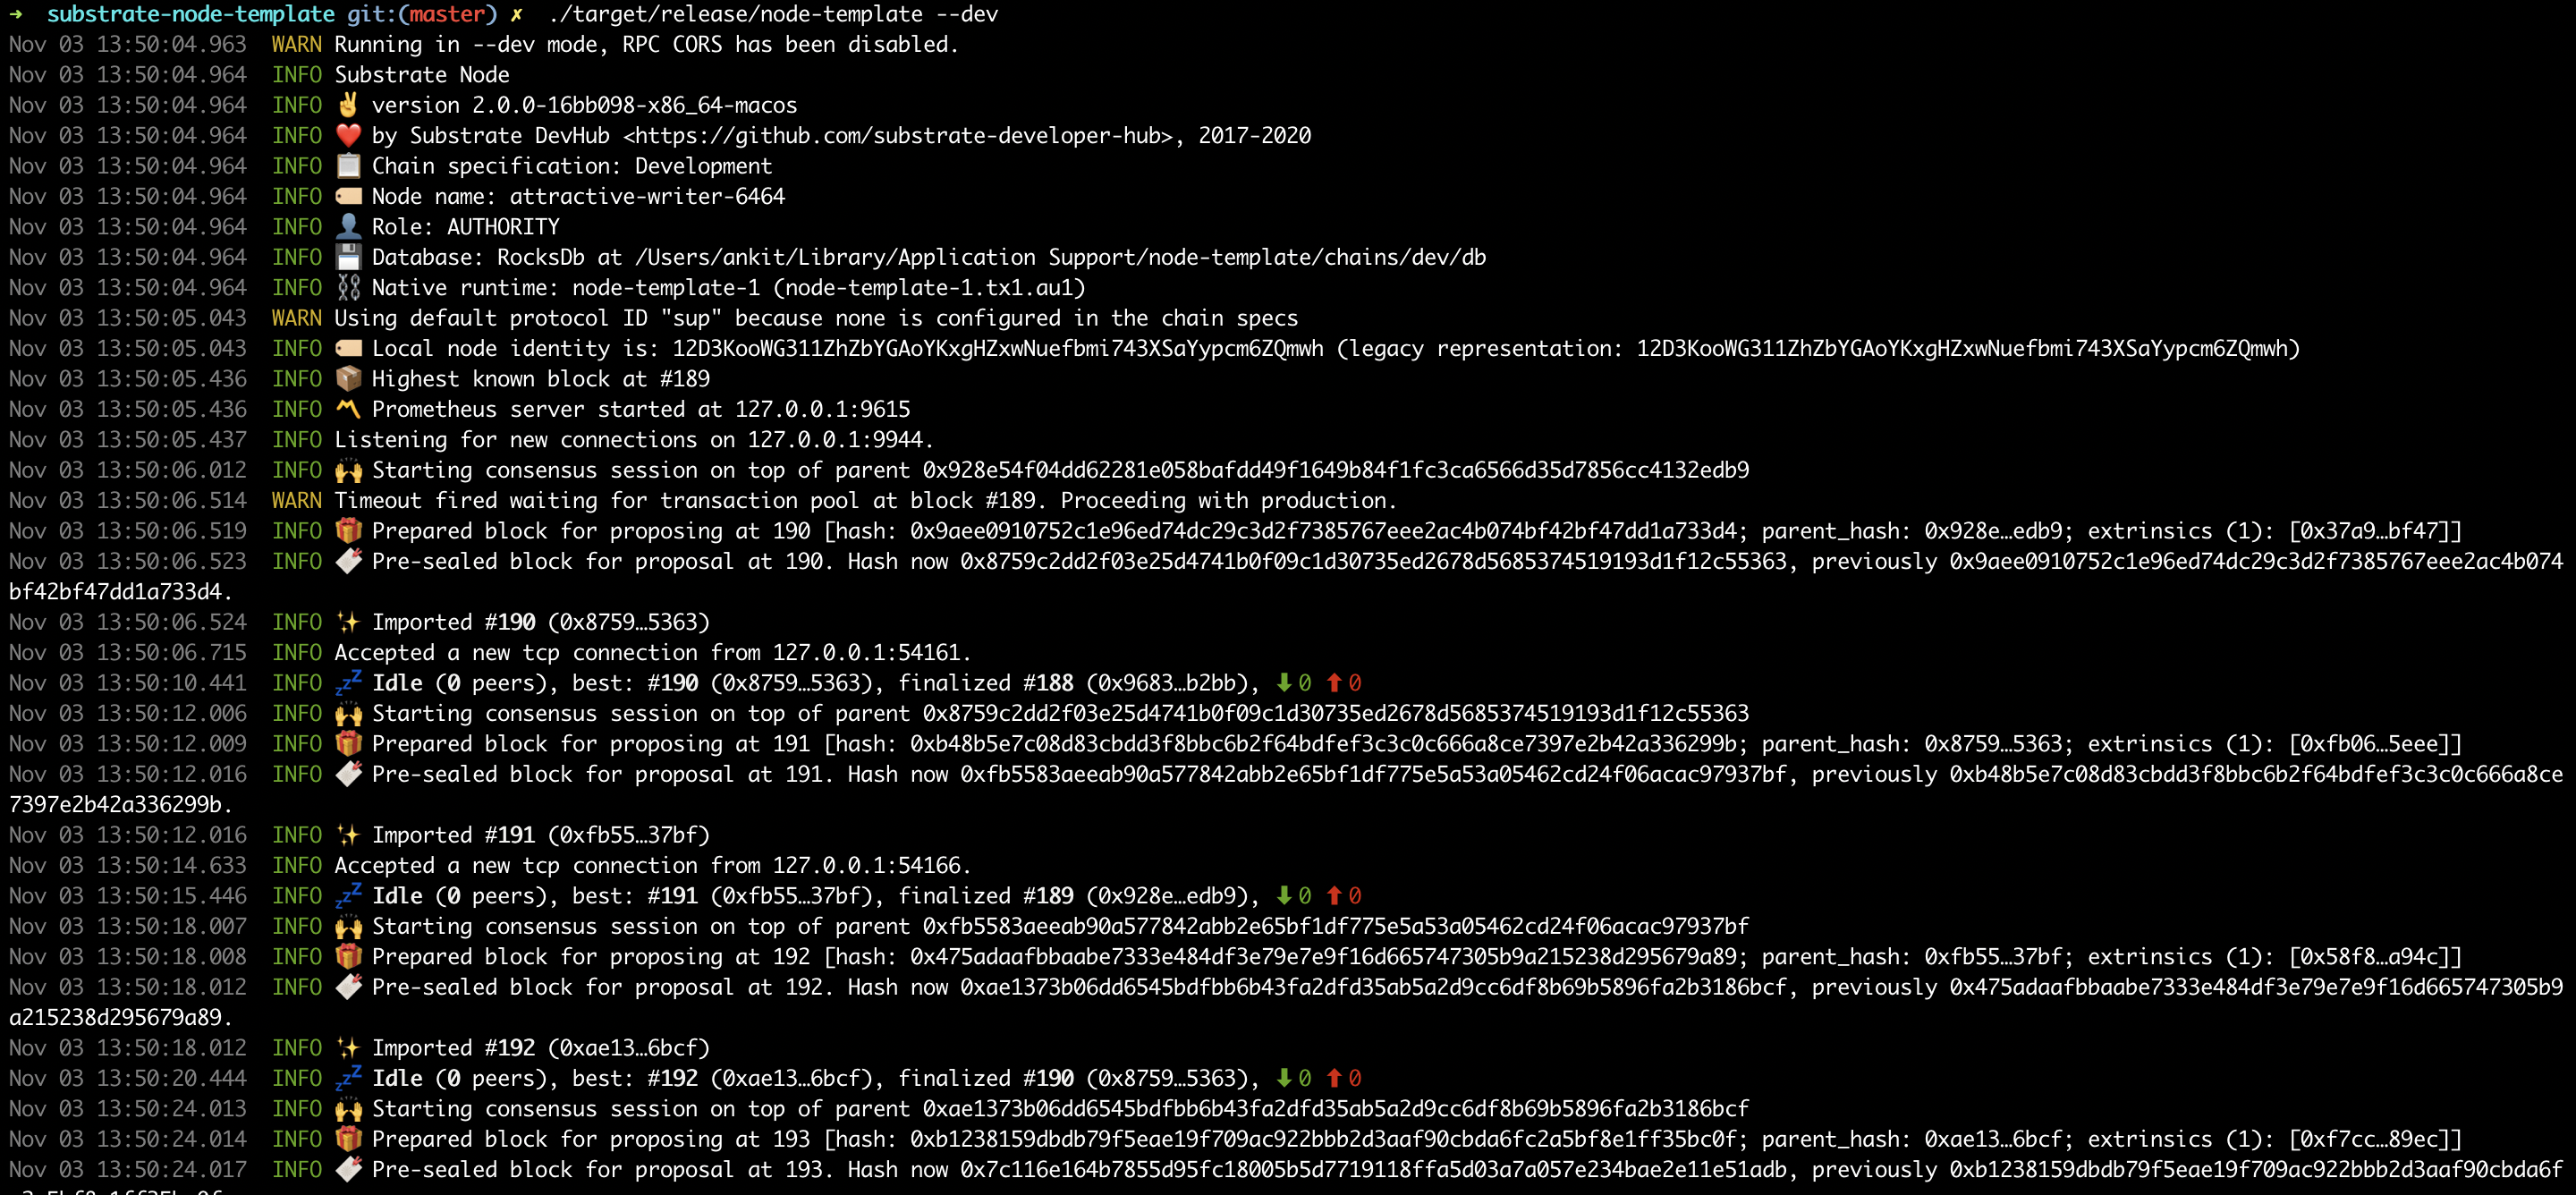 ➜  substrate-node-template git:(master) ✗  ./target/release/node-template --dev
Nov 03 13:50:04.963  WARN Running in --dev mode, RPC CORS has been disabled.
Nov 03 13:50:04.964  INFO Substrate Node
Nov 03 13:50:04.964  INFO ✌️ version 2.0.0-16bb098-x86_64-macos
Nov 03 13:50:04.964  INFO ❤️ by Substrate DevHub <https://github.com/substrate-developer-hub>, 2017-2020
Nov 03 13:50:04.964  INFO 📋 Chain specification: Development
Nov 03 13:50:04.964  INFO 🏷 Node name: attractive-writer-6464
Nov 03 13:50:04.964  INFO 👤 Role: AUTHORITY
Nov 03 13:50:04.964  INFO 💾 Database: RocksDb at /Users/ankit/Library/Application Support/node-template/chains/dev/db
Nov 03 13:50:04.964  INFO ⛓ Native runtime: node-template-1 (node-template-1.tx1.au1)
Nov 03 13:50:05.043  WARN Using default protocol ID "sup" because none is configured in the chain specs
Nov 03 13:50:05.043  INFO 🏷 Local node identity is: 12D3KooWG311ZhZbYGAoYKxgHZxwNuefbmi743XSaYypcm6ZQmwh (legacy representation: 12D3KooWG311ZhZbYGAoYKxgHZxwNuefbmi743XSaYypcm6ZQmwh)
Nov 03 13:50:05.436  INFO 📦 Highest known block at #189
Nov 03 13:50:05.436  INFO 〽️ Prometheus server started at 127.0.0.1:9615
Nov 03 13:50:05.437  INFO Listening for new connections on 127.0.0.1:9944.
Nov 03 13:50:06.012  INFO 🙌 Starting consensus session on top of parent 0x928e54f04dd62281e058bafdd49f1649b84f1fc3ca6566d35d7856cc4132edb9
Nov 03 13:50:06.514  WARN Timeout fired waiting for transaction pool at block #189. Proceeding with production.
Nov 03 13:50:06.519  INFO 🎁 Prepared block for proposing at 190 [hash: 0x9aee0910752c1e96ed74dc29c3d2f7385767eee2ac4b074bf42bf47dd1a733d4; parent_hash: 0x928e…edb9; extrinsics (1): [0x37a9…bf47]]
Nov 03 13:50:06.523  INFO 🔖 Pre-sealed block for proposal at 190. Hash now 0x8759c2dd2f03e25d4741b0f09c1d30735ed2678d5685374519193d1f12c55363, previously 0x9aee0910752c1e96ed74dc29c3d2f7385767eee2ac4b074
bf42bf47dd1a733d4.
Nov 03 13:50:06.524  INFO ✨ Imported #190 (0x8759…5363)
Nov 03 13:50:06.715  INFO Accepted a new tcp connection from 127.0.0.1:54161.
Nov 03 13:50:10.441  INFO 💤 Idle (0 peers), best: #190 (0x8759…5363), finalized #188 (0x9683…b2bb), ⬇ 0 ⬆ 0
Nov 03 13:50:12.006  INFO 🙌 Starting consensus session on top of parent 0x8759c2dd2f03e25d4741b0f09c1d30735ed2678d5685374519193d1f12c55363
Nov 03 13:50:12.009  INFO 🎁 Prepared block for proposing at 191 [hash: 0xb48b5e7c08d83cbdd3f8bbc6b2f64bdfef3c3c0c666a8ce7397e2b42a336299b; parent_hash: 0x8759…5363; extrinsics (1): [0xfb06…5eee]]
Nov 03 13:50:12.016  INFO 🔖 Pre-sealed block for proposal at 191. Hash now 0xfb5583aeeab90a577842abb2e65bf1df775e5a53a05462cd24f06acac97937bf, previously 0xb48b5e7c08d83cbdd3f8bbc6b2f64bdfef3c3c0c666a8ce
7397e2b42a336299b.
Nov 03 13:50:12.016  INFO ✨ Imported #191 (0xfb55…37bf)
Nov 03 13:50:14.633  INFO Accepted a new tcp connection from 127.0.0.1:54166.
Nov 03 13:50:15.446  INFO 💤 Idle (0 peers), best: #191 (0xfb55…37bf), finalized #189 (0x928e…edb9), ⬇ 0 ⬆ 0
Nov 03 13:50:18.007  INFO 🙌 Starting consensus session on top of parent 0xfb5583aeeab90a577842abb2e65bf1df775e5a53a05462cd24f06acac97937bf
Nov 03 13:50:18.008  INFO 🎁 Prepared block for proposing at 192 [hash: 0x475adaafbbaabe7333e484df3e79e7e9f16d665747305b9a215238d295679a89; parent_hash: 0xfb55…37bf; extrinsics (1): [0x58f8…a94c]]
Nov 03 13:50:18.012  INFO 🔖 Pre-sealed block for proposal at 192. Hash now 0xae1373b06dd6545bdfbb6b43fa2dfd35ab5a2d9cc6df8b69b5896fa2b3186bcf, previously 0x475adaafbbaabe7333e484df3e79e7e9f16d665747305b9
a215238d295679a89.
Nov 03 13:50:18.012  INFO ✨ Imported #192 (0xae13…6bcf)
Nov 03 13:50:20.444  INFO 💤 Idle (0 peers), best: #192 (0xae13…6bcf), finalized #190 (0x8759…5363), ⬇ 0 ⬆ 0
Nov 03 13:50:24.013  INFO 🙌 Starting consensus session on top of parent 0xae1373b06dd6545bdfbb6b43fa2dfd35ab5a2d9cc6df8b69b5896fa2b3186bcf
Nov 03 13:50:24.014  INFO 🎁 Prepared block for proposing at 193 [hash: 0xb1238159dbdb79f5eae19f709ac922bbb2d3aaf90cbda6fc2a5bf8e1ff35bc0f; parent_hash: 0xae13…6bcf; extrinsics (1): [0xf7cc…89ec]]
Nov 03 13:50:24.017  INFO 🔖 Pre-sealed block for proposal at 193. Hash now 0x7c116e164b7855d95fc18005b5d7719118ffa5d03a7a057e234bae2e11e51adb, previously 0xb1238159dbdb79f5eae19f709ac922bbb2d3aaf90cbda6f